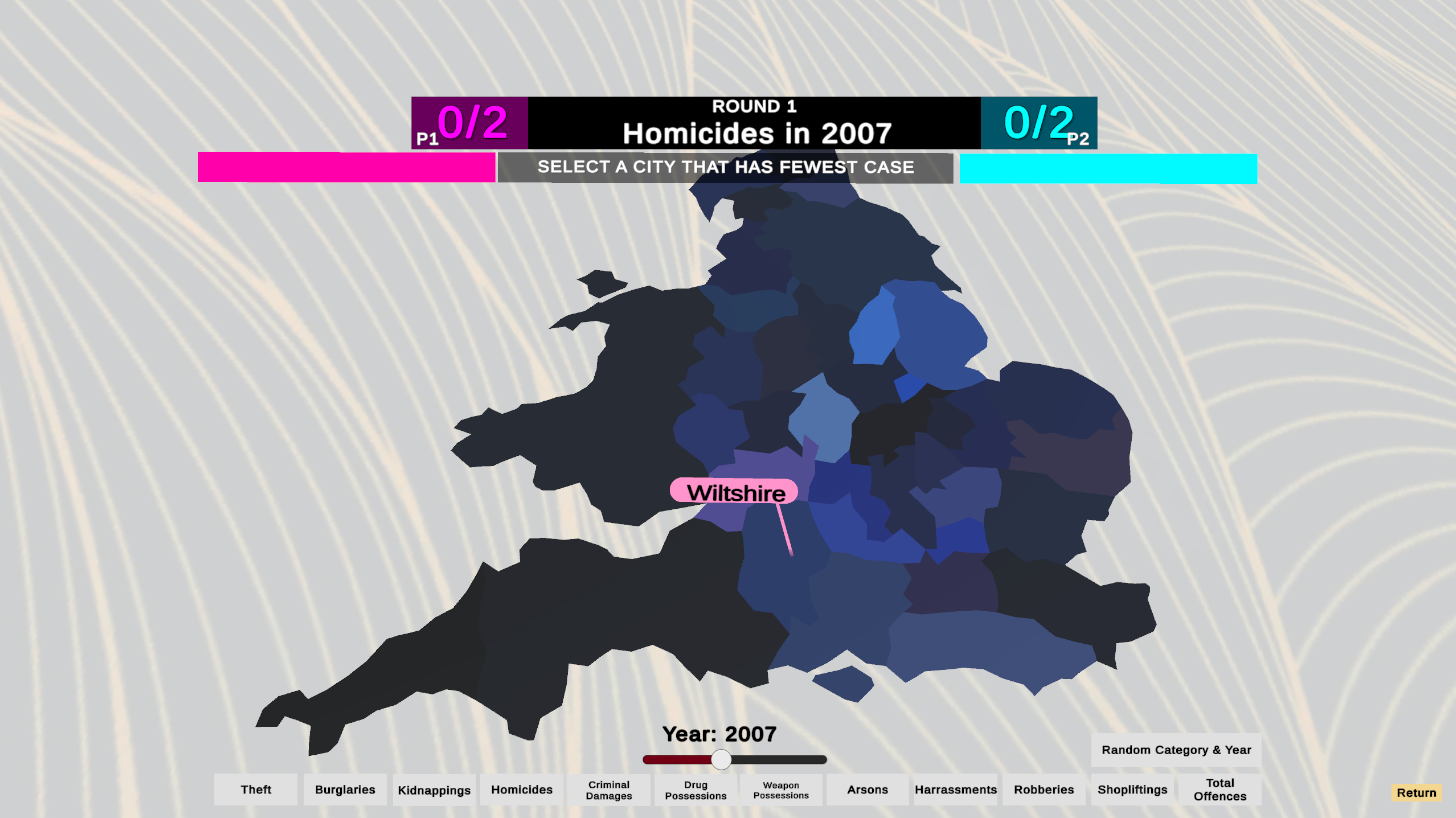 ROUND 1
P1 0/2
Homicides in 2007
0/2 P2
SELECT A CITY THAT HAS FEWEST CASE
Wiltshire
Year: 2007
Random Category & Year
Theft
Burglaries
Kidnappings
Homicides
Criminal
Damages
Drug
Possessions
Weapon
Possessions
Arsons
Harrassments
Robberies
Shopliftings
Total
Offences
Return